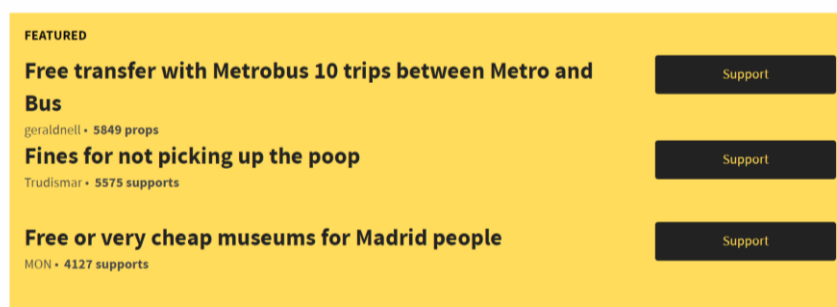 FEATURED
Free transfer with Metrobus 10 trips between Metro and
Bus
Support
geraldnell • 5849 props
Fines for not picking up the poop
Support
Trudismar • 5575 supports
Free or very cheap museums for Madrid people
Support
MON • 4127 supports